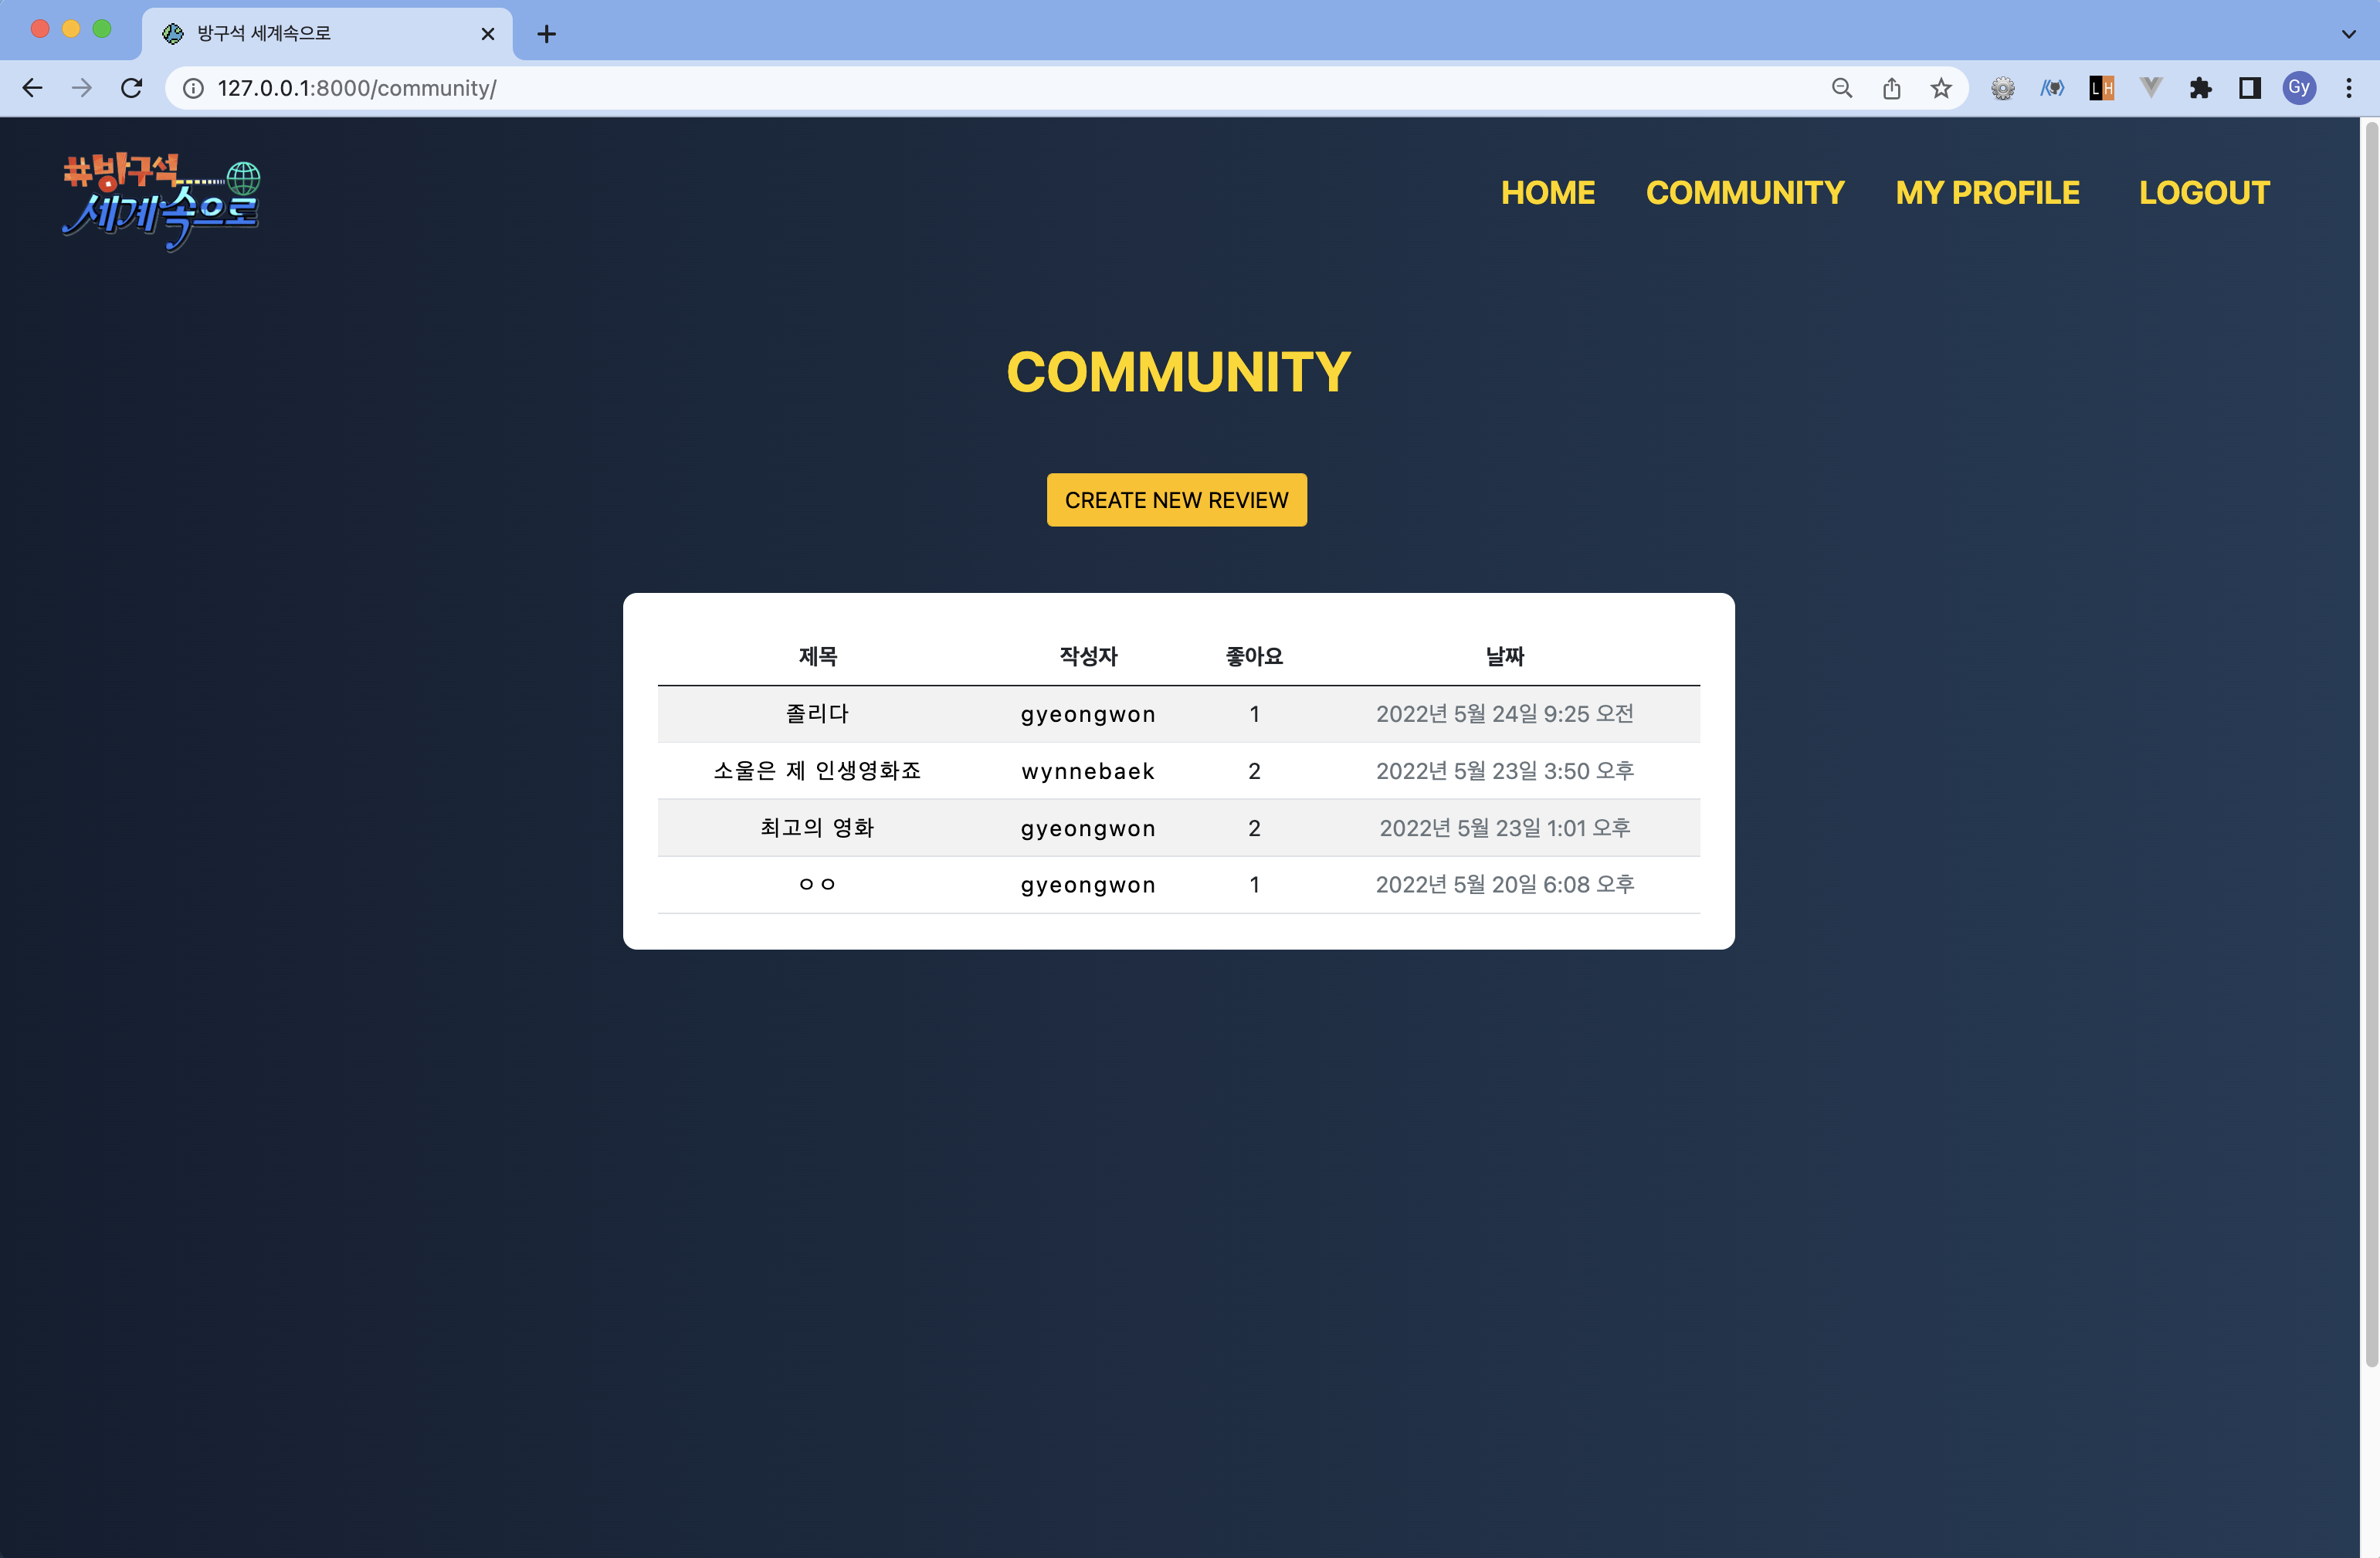 방구석 세계속으로
127.0.0.1:8000/community/
LH
Gy
#방구석
세계속으로
HOME COMMUNITY MY PROFILE LOGOUT
COMMUNITY
CREATE NEW REVIEW
제목 작성자 좋아요 날짜
졸리다 gyeongwon 1 2022년 5월 24일 9:25 오전
소울은 제 인생영화죠 wynnebaek 2 2022년 5월 23일 3:50 오후
최고의 영화 gyeongwon 2 2022년 5월 23일 1:01 오후
ㅇㅇ gyeongwon 1 2022년 5월 20일 6:08 오후